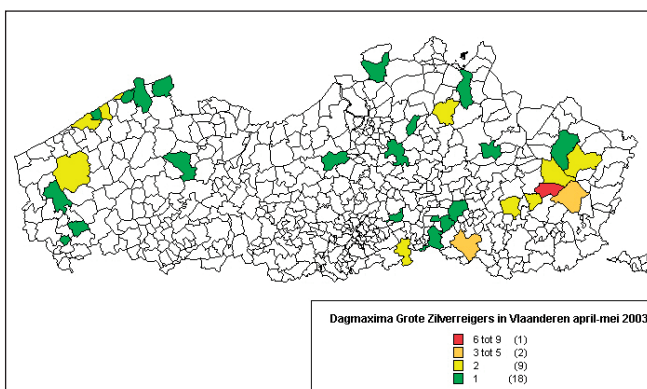 Dagmaxima Grote Zilverreigers in Vlaanderen april-mei 2003
6 tot 9 (1)
3 tot 5 (2)
2 (9)
1 (18)